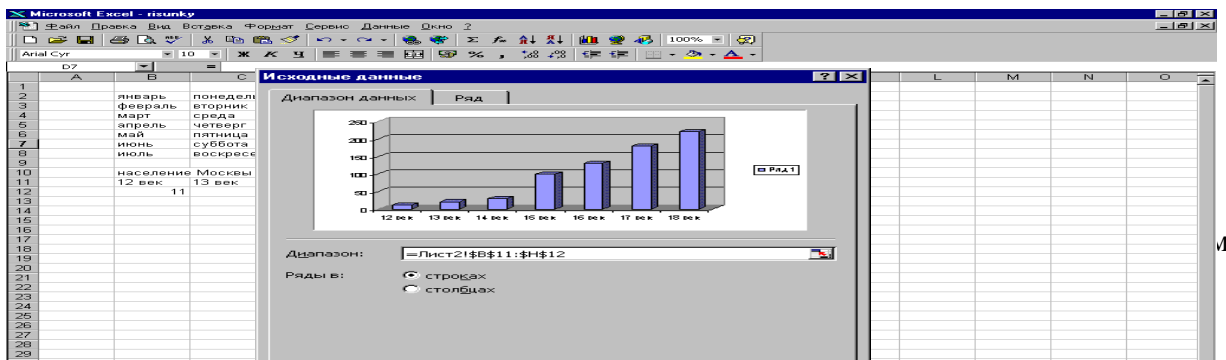 Microsoft Excel - risunky
Файл Правка Вид Вставка Формат Сервис Данные Окно ?
100%
Arial Cyr 10 Ж К Ч % ,
D7 =
A B C L M N O
1
2 январь понедел
3 февраль вторник
4 март среда
5 апрель четверг
6 май пятница
7 июнь суббота
8 июль воскресе
9
10 население Москвы
11 12 век 13 век
12 11
13
14
15
16
17
18
19
20
21
22
23
24
25
26
27
28
29
Исходные данные
Диапазон данных Ряд
250
200
150
100
50
0
12 век 13 век 14 век 15 век 16 век 17 век 18 век
Ряд1
Диапазон: =Лист2!$B$11:$H$12
Ряды в: строках
столбцах
м